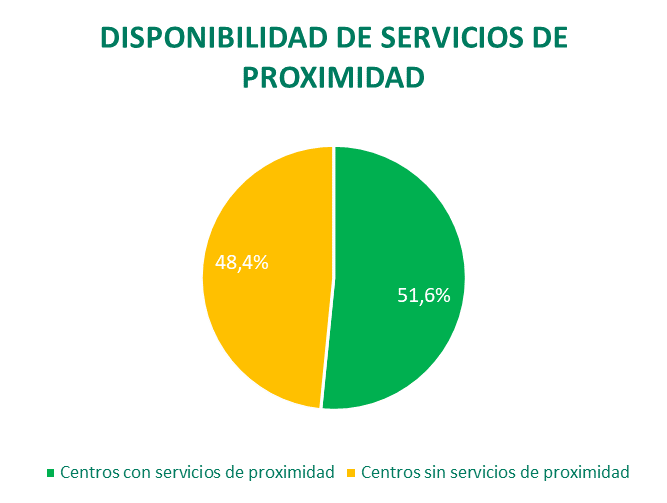 DISPONIBILIDAD DE SERVICIOS DE
PROXIMIDAD
48,4%
51,6%
Centros con servicios de proximidad
Centros sin servicios de proximidad